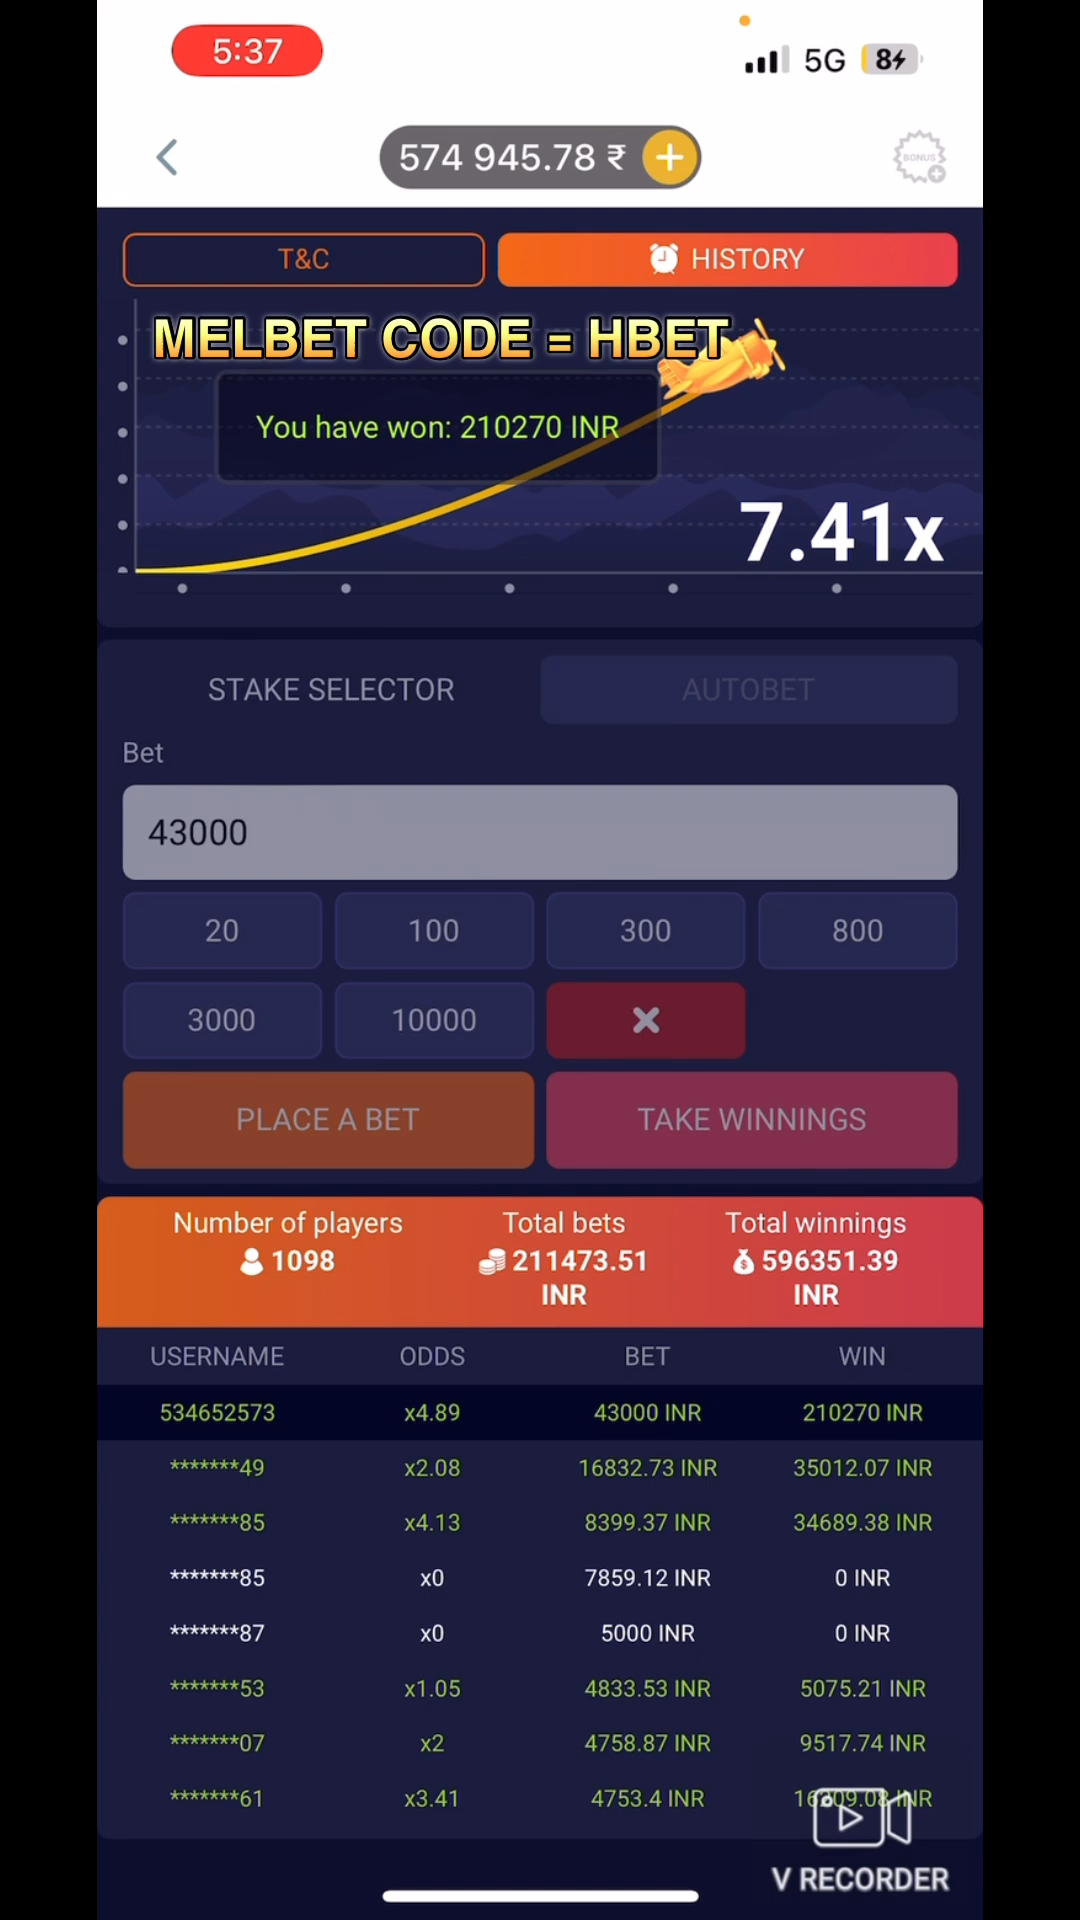 5:37
5G 8
574 945.78 ₹ +
BONUS
T&C
HISTORY
MELBET CODE = HBET
You have won: 210270 INR
7.41x
STAKE SELECTOR
AUTOBET
Bet
43000
20 100 300 800
3000 10000
PLACE A BET TAKE WINNINGS
Number of players Total bets Total winnings
1098 211473.51 INR 596351.39 INR
USERNAME ODDS BET WIN
534652573 x4.89 43000 INR 210270 INR
*******49 x2.08 16832.73 INR 35012.07 INR
*******85 x4.13 8399.37 INR 34689.38 INR
*******85 x0 7859.12 INR 0 INR
*******87 x0 5000 INR 0 INR
*******53 x1.05 4833.53 INR 5075.21 INR
*******07 x2 4758.87 INR 9517.74 INR
*******61 x3.41 4753.4 INR
V RECORDER